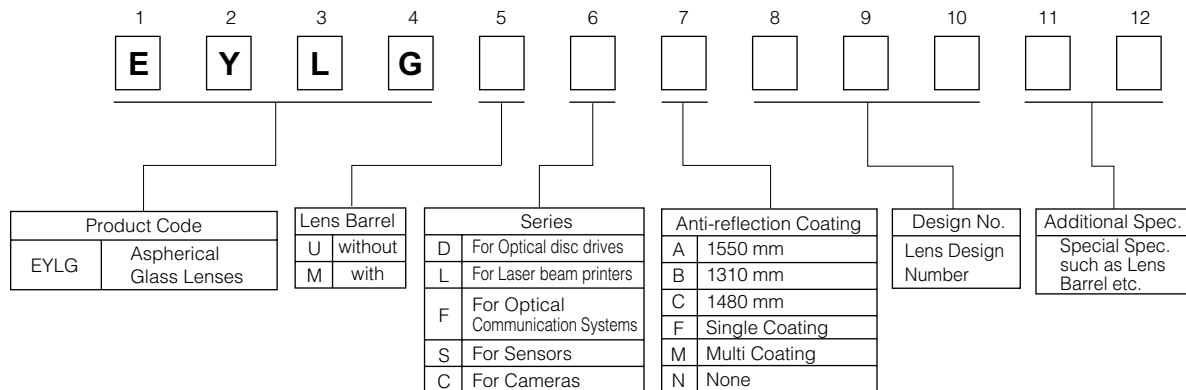 1 2 3 4 5 6 7 8 9 10 11 12
E Y L G
Product Code
EYLG Aspherical
Glass Lenses
Lens Barrel
U without
M with
Series
D For Optical disc drives
L For Laser beam printers
F For Optical
Communication Systems
S For Sensors
C For Cameras
Anti-reflection Coating
A 1550 mm
B 1310 mm
C 1480 mm
F Single Coating
M Multi Coating
N None
Design No.
Lens Design
Number
Additional Spec.
Special Spec.
such as Lens
Barrel etc.